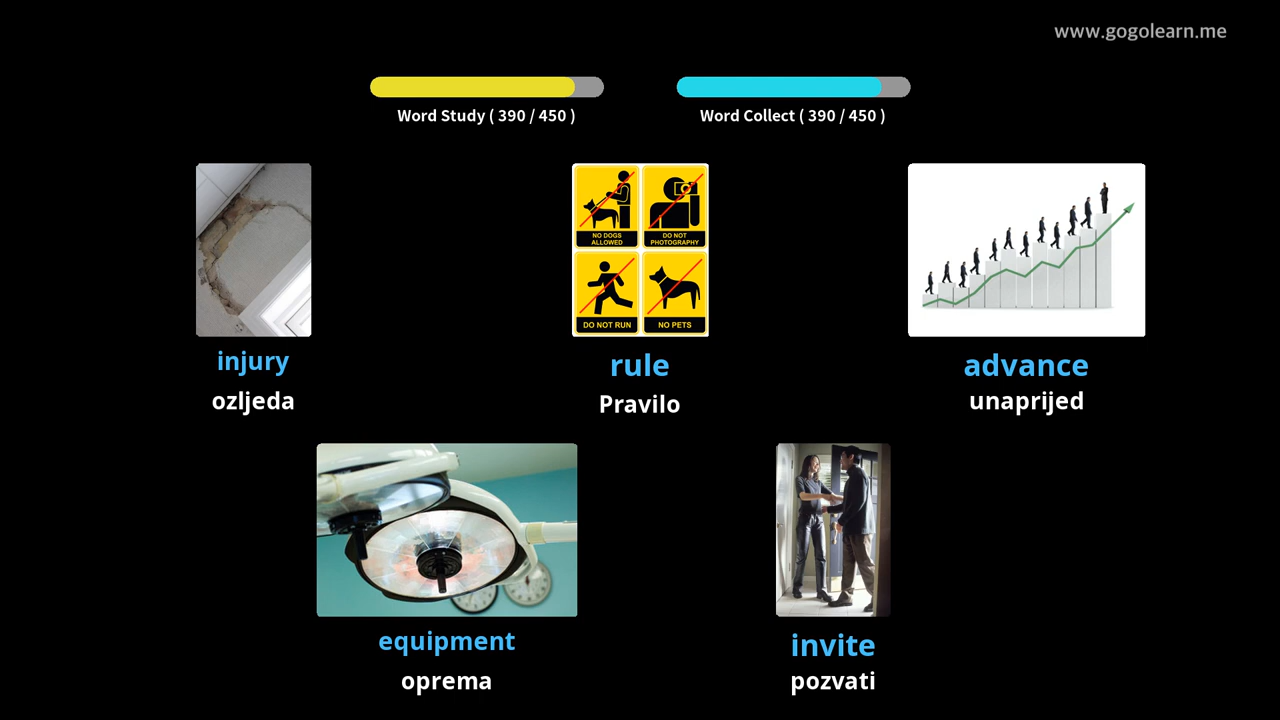 www.gogolearn.me
Word Study ( 390 / 450 )
Word Collect ( 390 / 450 )
NO DOGS
ALLOWED
DO NOT
PHOTOGRAPHY
DO NOT RUN
NO PETS
injury
ozljeda
rule
Pravilo
advance
unaprijed
equipment
oprema
invite
pozvati